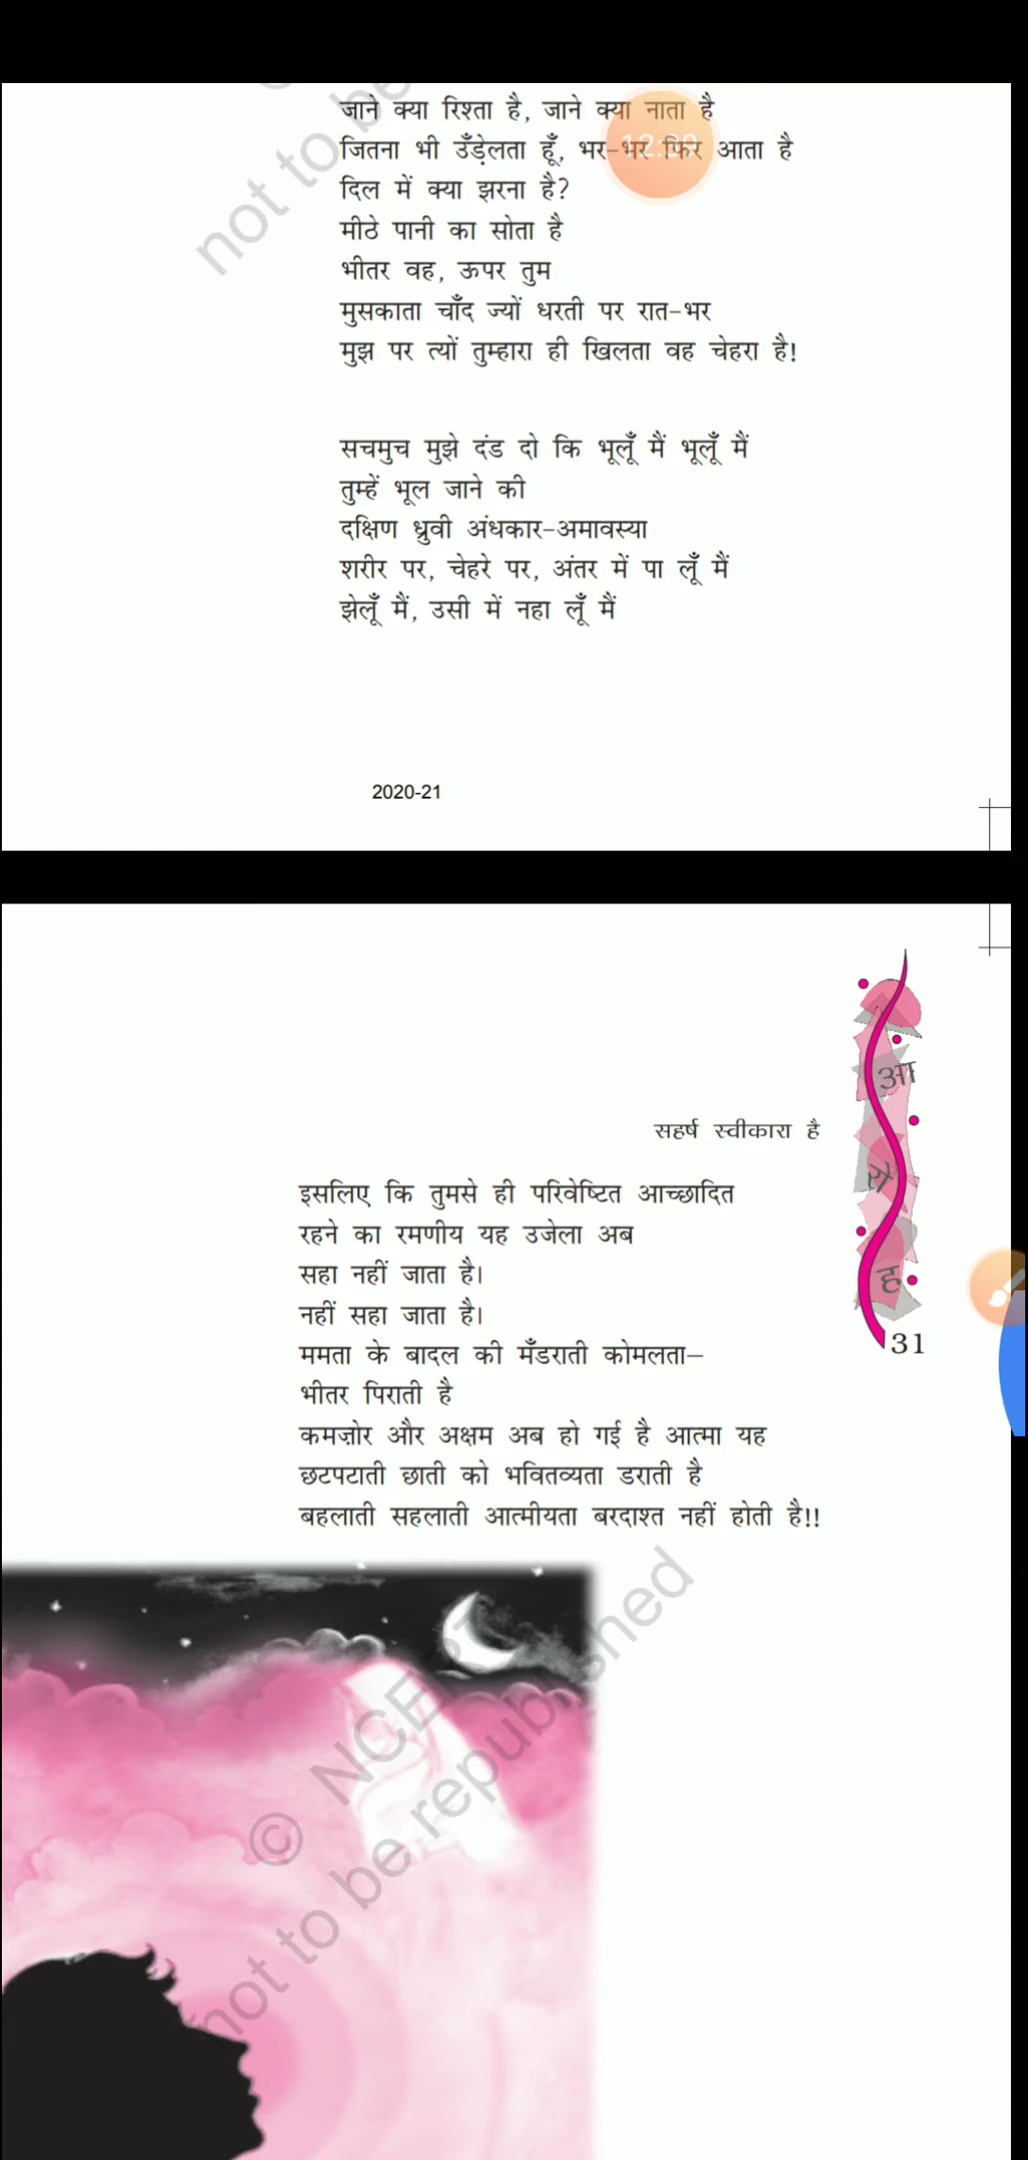 not to be
जाने क्या रिश्ता है, जाने क्या नाता है
जितना भी उँड़ेलता हूँ, भर-भर फिर आता है
दिल में क्या झरना है?
मीठे पानी का सोता है
भीतर वह, ऊपर तुम
मुसकाता चाँद ज्यों धरती पर रात-भर
मुझ पर त्यों तुम्हारा ही खिलता वह चेहरा है!
सचमुच मुझे दंड दो कि भूलूँ मैं भूलूँ मैं
तुम्हें भूल जाने की
दक्षिण ध्रुवी अंधकार-अमावस्या
शरीर पर, चेहरे पर, अंतर में पा लूँ मैं
झेलूँ मैं, उसी में नहा लूँ मैं
2020-21
आ
रो
ह
सहर्ष स्वीकारा है
31
इसलिए कि तुमसे ही परिवेष्टित आच्छादित
रहने का रमणीय यह उजेला अब
सहा नहीं जाता है।
नहीं सहा जाता है।
ममता के बादल की मँडराती कोमलता—
भीतर पिराती है
कमज़ोर और अक्षम अब हो गई है आत्मा यह
छटपटाती छाती को भवितव्यता डराती है
बहलाती सहलाती आत्मीयता बरदाश्त नहीं होती है!!
© NCERT
not to be republished